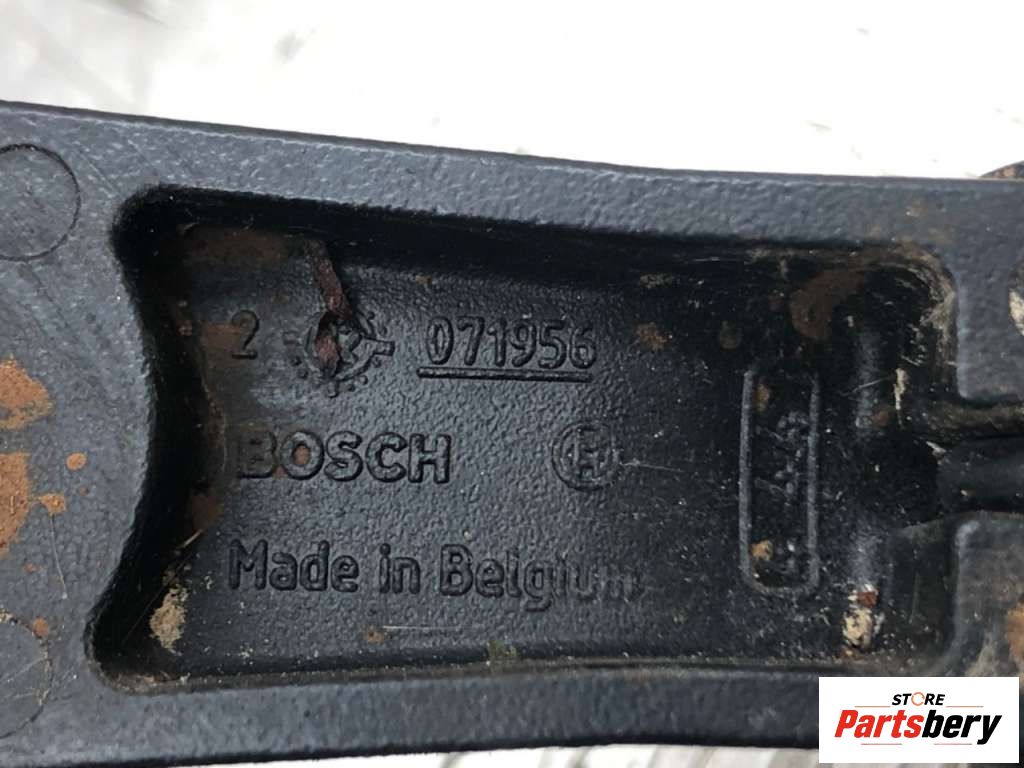 2 071956
BOSCH
Made in Belgium
STORE
Partsbery